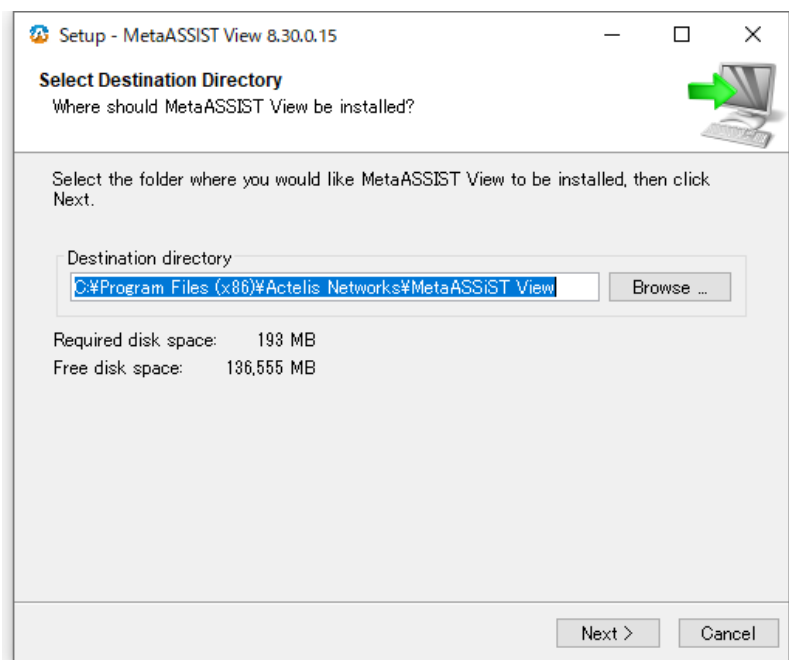 Setup - MetaASSIST View 8.30.0.15
Select Destination Directory
Where should MetaASSIST View be installed?
Select the folder where you would like MetaASSIST View to be installed, then click
Next.
Destination directory
C:¥Program Files (x86)¥Actelis Networks¥MetaASSiST View
Browse ...
Required disk space: 193 MB
Free disk space: 136,555 MB
Next >
Cancel